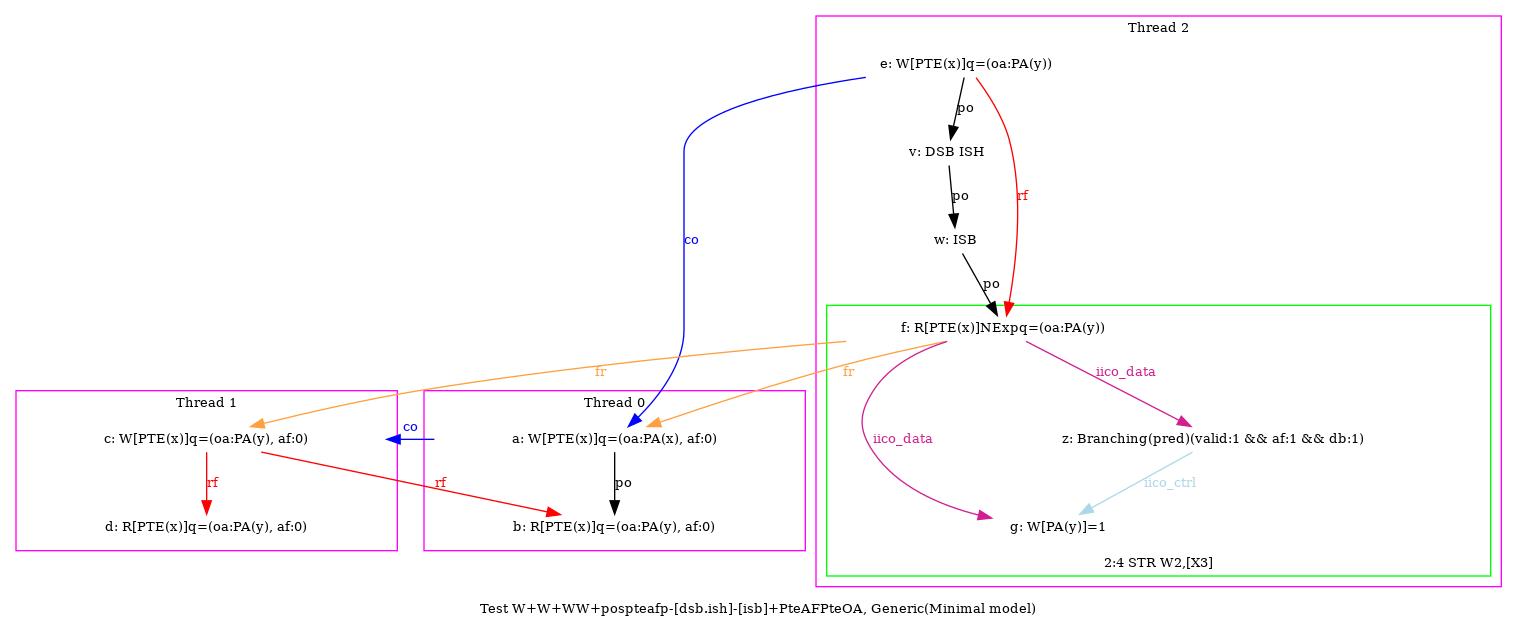 Thread 2
e: W[PTE(x)]q=(oa:PA(y))
po
v: DSB ISH
po
rf
co
w: ISB
po
f: R[PTE(x)]NExpq=(oa:PA(y))
fr
fr
iico_data
Thread 1
Thread 0
co
c: W[PTE(x)]q=(oa:PA(y), af:0)
a: W[PTE(x)]q=(oa:PA(x), af:0)
iico_data
z: Branching(pred)(valid:1 && af:1 && db:1)
rf
rf
po
iico_ctrl
d: R[PTE(x)]q=(oa:PA(y), af:0)
b: R[PTE(x)]q=(oa:PA(y), af:0)
g: W[PA(y)]=1
2:4 STR W2,[X3]
Test W+W+WW+pospteafp-[dsb.ish]-[isb]+PteAFPteOA, Generic(Minimal model)